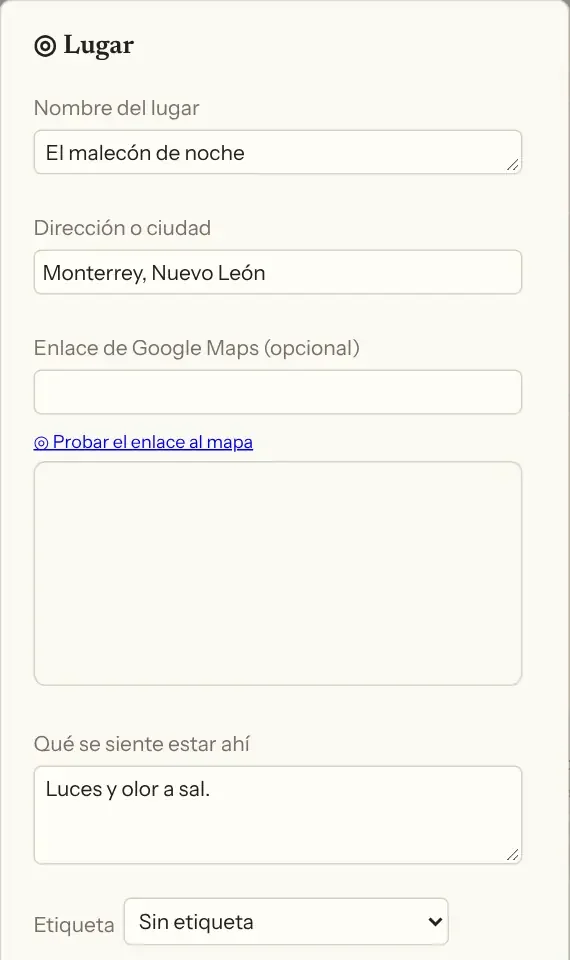 ◎ Lugar
Nombre del lugar
El malecón de noche
Dirección o ciudad
Monterrey, Nuevo León
Enlace de Google Maps (opcional)
◎ Probar el enlace al mapa
Qué se siente estar ahí
Luces y olor a sal.
Etiqueta Sin etiqueta